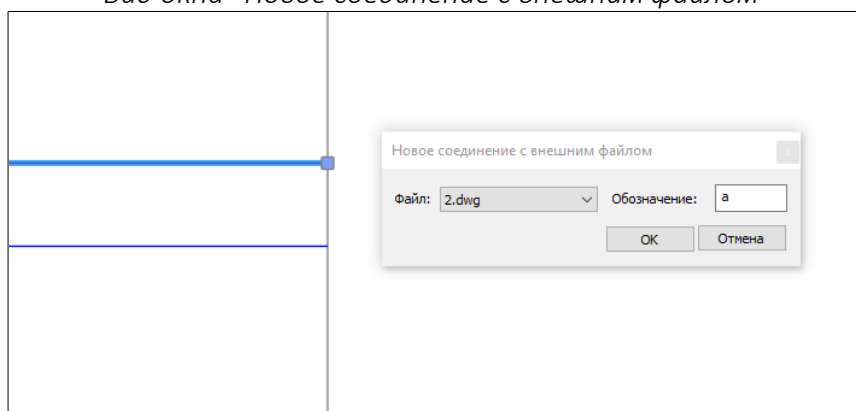 Вид окна "Новое соединение с внешним файлом"
Новое соединение с внешним файлом
Файл: 2.dwg Обозначение: a
OK Отмена